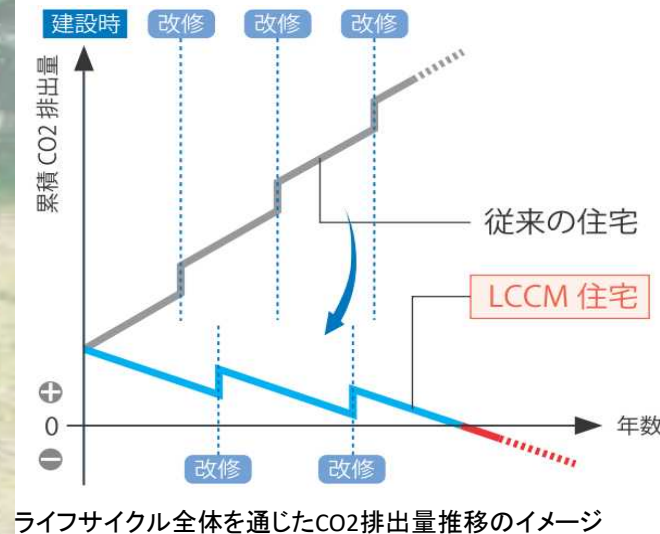 建設時
改修
改修
改修
累積 CO2 排出量
従来の住宅
LCCM 住宅
+
0
年数
−
改修
改修
ライフサイクル全体を通じたCO2排出量推移のイメージ